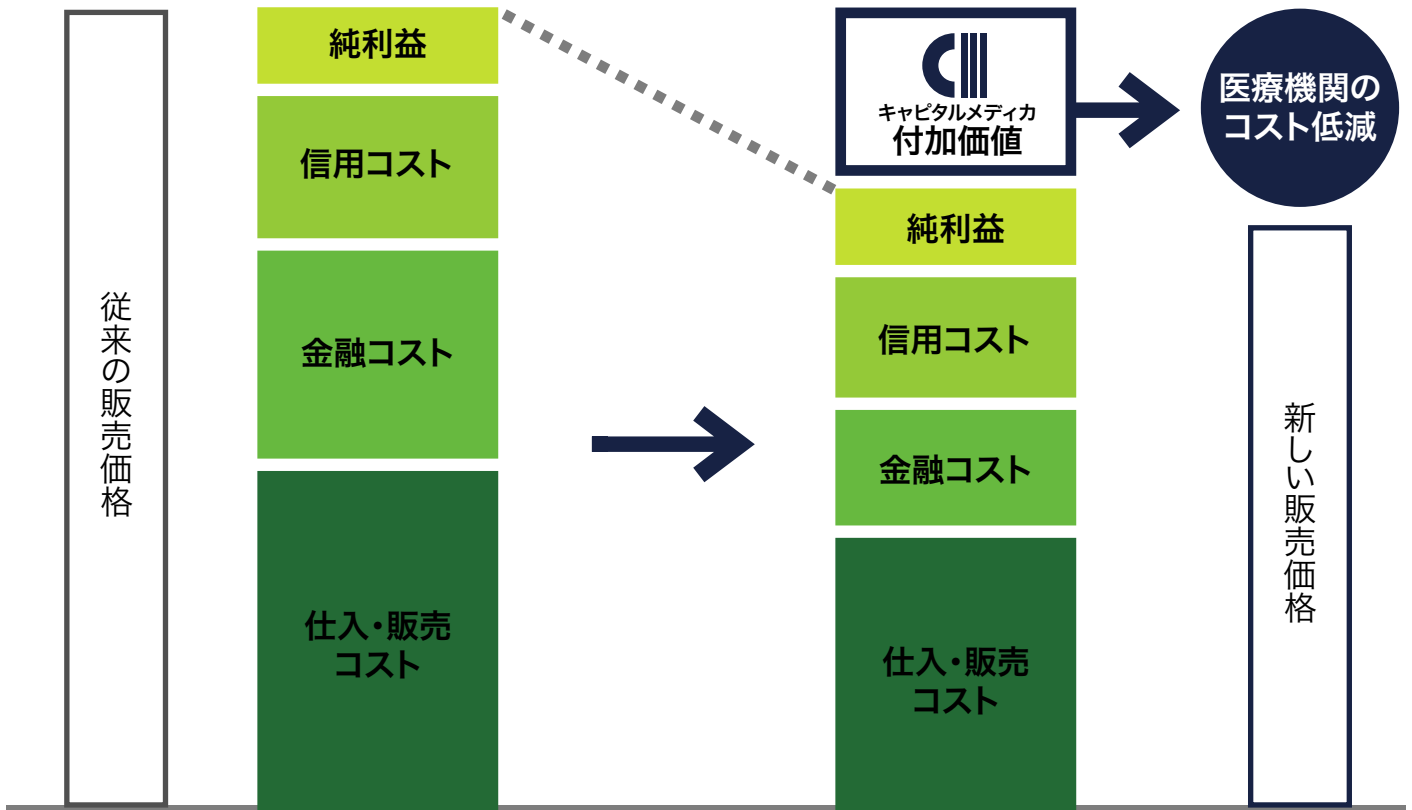 従来の販売価格
純利益
信用コスト
金融コスト
仕入・販売
コスト
キャピタルメディカ
付加価値
純利益
信用コスト
金融コスト
仕入・販売
コスト
医療機関の
コスト低減
新しい販売価格